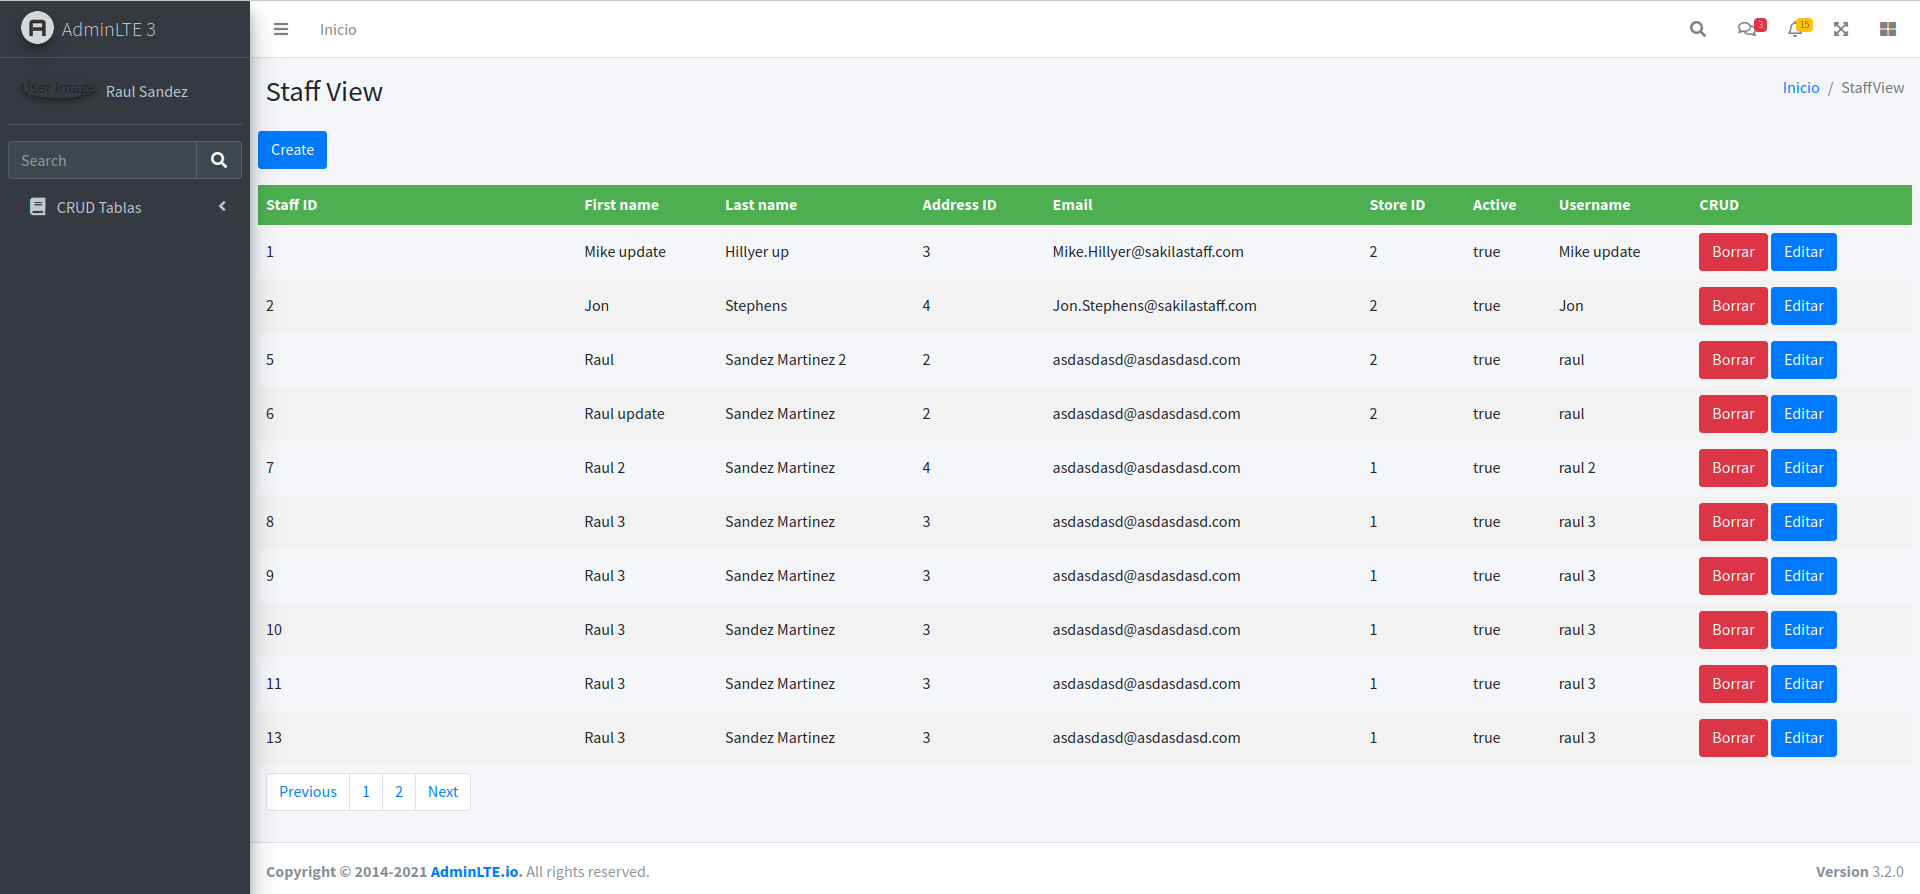 AdminLTE 3
Inicio
3
15
User Image
Raul Sandez
Search
CRUD Tablas
Staff View
Inicio / StaffView
Create
Staff ID First name Last name Address ID Email Store ID Active Username CRUD
1 Mike update Hillyer up 3 Mike.Hillyer@sakilastaff.com 2 true Mike update Borrar Editar
2 Jon Stephens 4 Jon.Stephens@sakilastaff.com 2 true Jon Borrar Editar
5 Raul Sandez Martinez 2 2 asdasdasd@asdasdasd.com 2 true raul Borrar Editar
6 Raul update Sandez Martinez 2 asdasdasd@asdasdasd.com 2 true raul Borrar Editar
7 Raul 2 Sandez Martinez 4 asdasdasd@asdasdasd.com 1 true raul 2 Borrar Editar
8 Raul 3 Sandez Martinez 3 asdasdasd@asdasdasd.com 1 true raul 3 Borrar Editar
9 Raul 3 Sandez Martinez 3 asdasdasd@asdasdasd.com 1 true raul 3 Borrar Editar
10 Raul 3 Sandez Martinez 3 asdasdasd@asdasdasd.com 1 true raul 3 Borrar Editar
11 Raul 3 Sandez Martinez 3 asdasdasd@asdasdasd.com 1 true raul 3 Borrar Editar
13 Raul 3 Sandez Martinez 3 asdasdasd@asdasdasd.com 1 true raul 3 Borrar Editar
Previous 1 2 Next
Copyright © 2014-2021 AdminLTE.io. All rights reserved.
Version 3.2.0